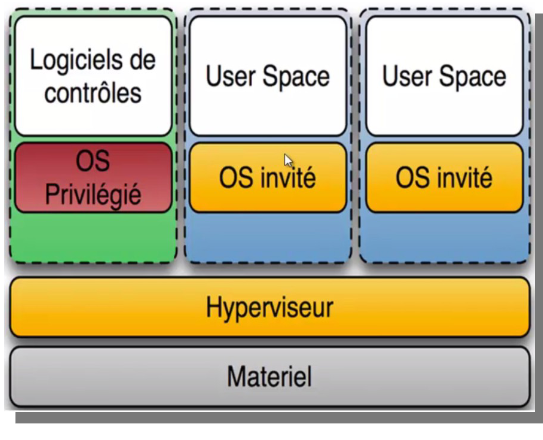 Logiciels de
contrôles
User Space
User Space
OS
Privilégié
OS invité
OS invité
Hyperviseur
Materiel